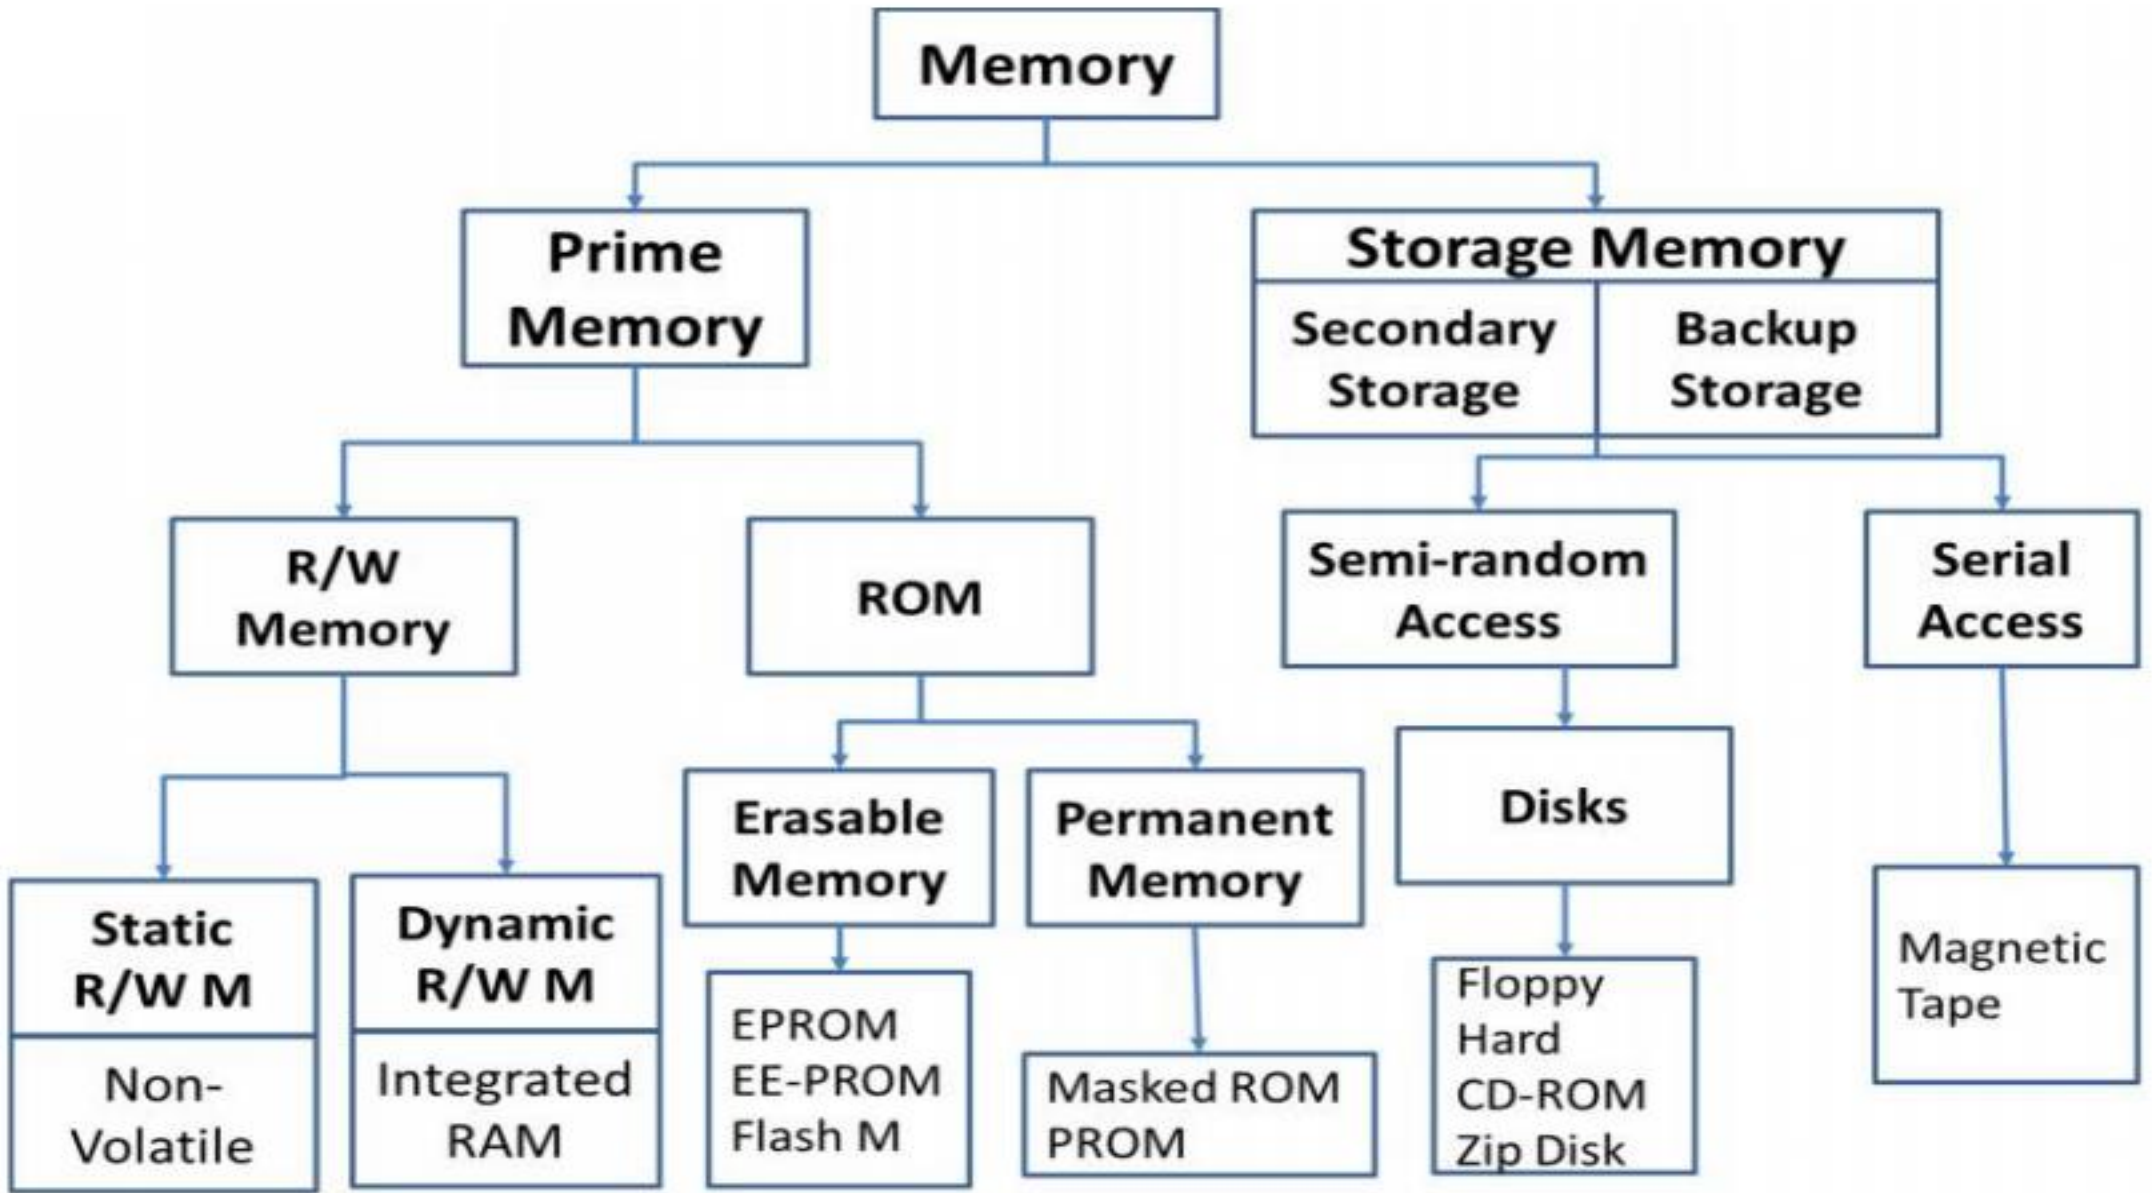 Memory
Prime
Memory
Storage Memory
Secondary
Storage
Backup
Storage
R/W
Memory
ROM
Semi-random
Access
Serial
Access
Erasable
Memory
Permanent
Memory
Disks
Static
R/W M
Non-
Volatile
Dynamic
R/W M
Integrated
RAM
EPROM
EE-PROM
Flash M
Masked ROM
PROM
Floppy
Hard
CD-ROM
Zip Disk
Magnetic
Tape